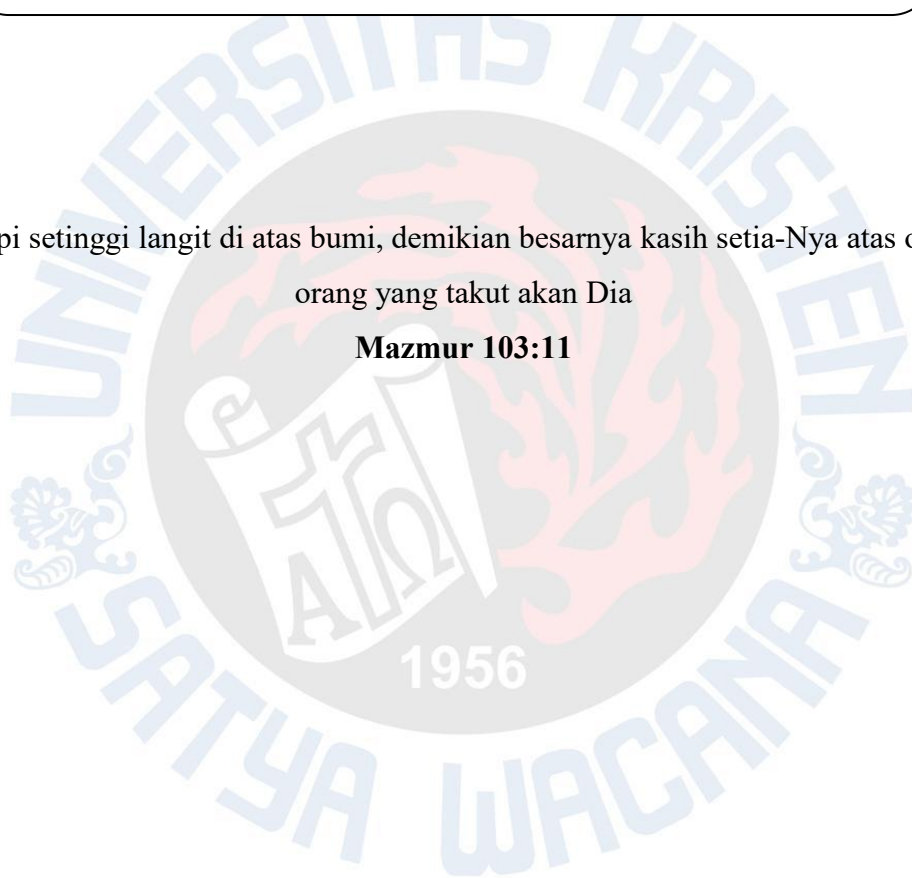 setinggi langit di atas bumi, demikian besarnya kasih setia-Nya atas
orang yang takut akan Dia
Mazmur 103:11
UNIVERSITAS KRISTEN
Α Ω
1956
SATYA WACANA